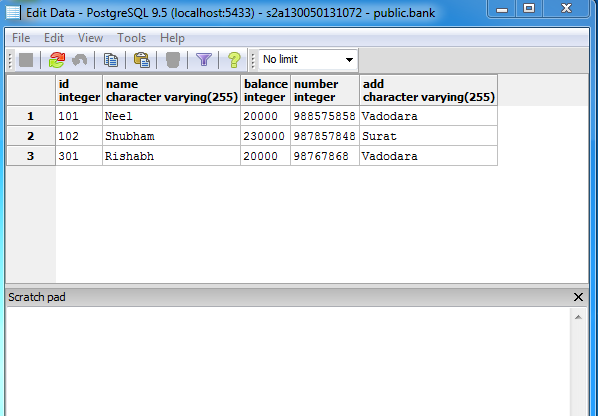 Edit Data - PostgreSQL 9.5 (localhost:5433) - s2a130050131072 - public.bank
File Edit View Tools Help
No limit
id name balance number add
integer character varying(255) integer integer character varying(255)
1 101 Neel 20000 988575858 Vadodara
2 102 Shubham 230000 987857848 Surat
3 301 Rishabh 20000 98767868 Vadodara
Scratch pad